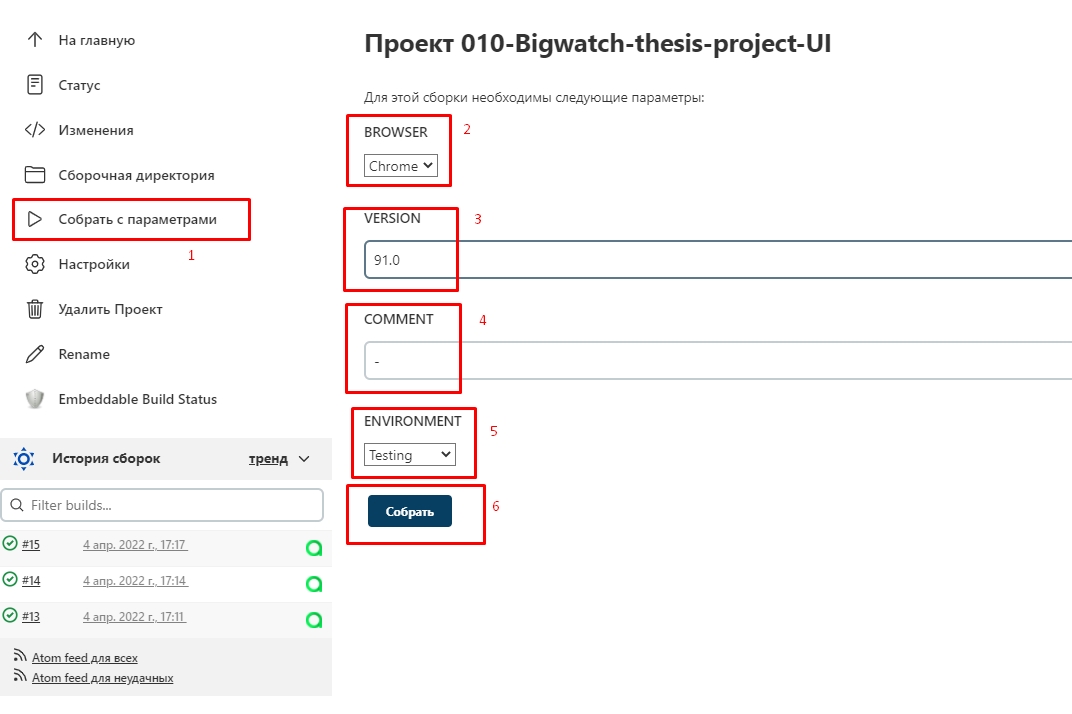 На главную
Статус
Изменения
Сборочная директория
Собрать с параметрами
1
Настройки
Удалить Проект
Rename
Embeddable Build Status
История сборок
тренд
Filter builds...
#15
4 апр. 2022 г., 17:17
#14
4 апр. 2022 г., 17:14
#13
4 апр. 2022 г., 17:11
Atom feed для всех
Atom feed для неудачных
Проект 010-Bigwatch-thesis-project-UI
Для этой сборки необходимы следующие параметры:
BROWSER
2
Chrome
VERSION
3
91.0
COMMENT
4
-
ENVIRONMENT
5
Testing
Собрать
6